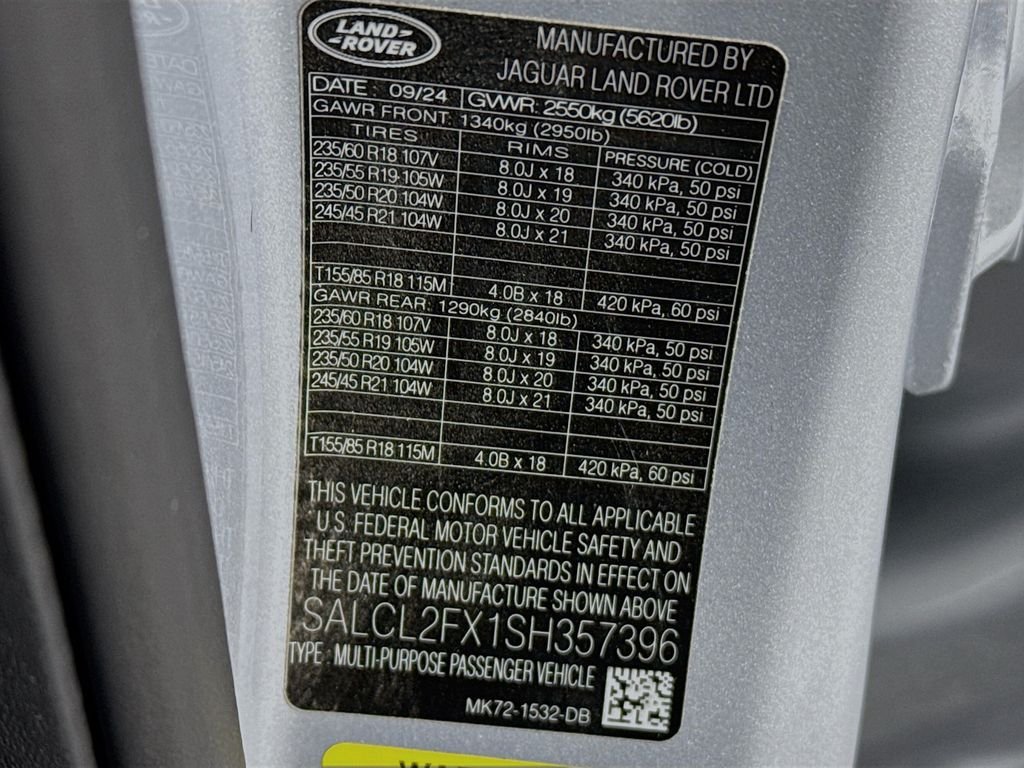 LAND-
ROVER
MANUFACTURED BY
JAGUAR LAND ROVER LTD
DATE 09/24 GVWR: 2550kg (5620lb)
GAWR FRONT: 1340kg (2950lb)
TIRES RIMS PRESSURE (COLD)
235/60 R18 107V 8.0J x 18 340 kPa, 50 psi
235/55 R19 105W 8.0J x 19 340 kPa, 50 psi
235/50 R20 104W 8.0J x 20 340 kPa, 50 psi
245/45 R21 104W 8.0J x 21 340 kPa, 50 psi
T155/85 R18 115M 4.0B x 18 420 kPa, 60 psi
GAWR REAR: 1290kg (2840lb)
235/60 R18 107V 8.0J x 18 340 kPa, 50 psi
235/55 R19 105W 8.0J x 19 340 kPa, 50 psi
235/50 R20 104W 8.0J x 20 340 kPa, 50 psi
245/45 R21 104W 8.0J x 21 340 kPa, 50 psi
T155/85 R18 115M 4.0B x 18 420 kPa, 60 psi
THIS VEHICLE CONFORMS TO ALL APPLICABLE
U.S. FEDERAL MOTOR VEHICLE SAFETY AND
THEFT PREVENTION STANDARDS IN EFFECT ON
THE DATE OF MANUFACTURE SHOWN ABOVE
SALCL2FX1SH357396
TYPE: MULTI-PURPOSE PASSENGER VEHICLE
MK72-1532-DB